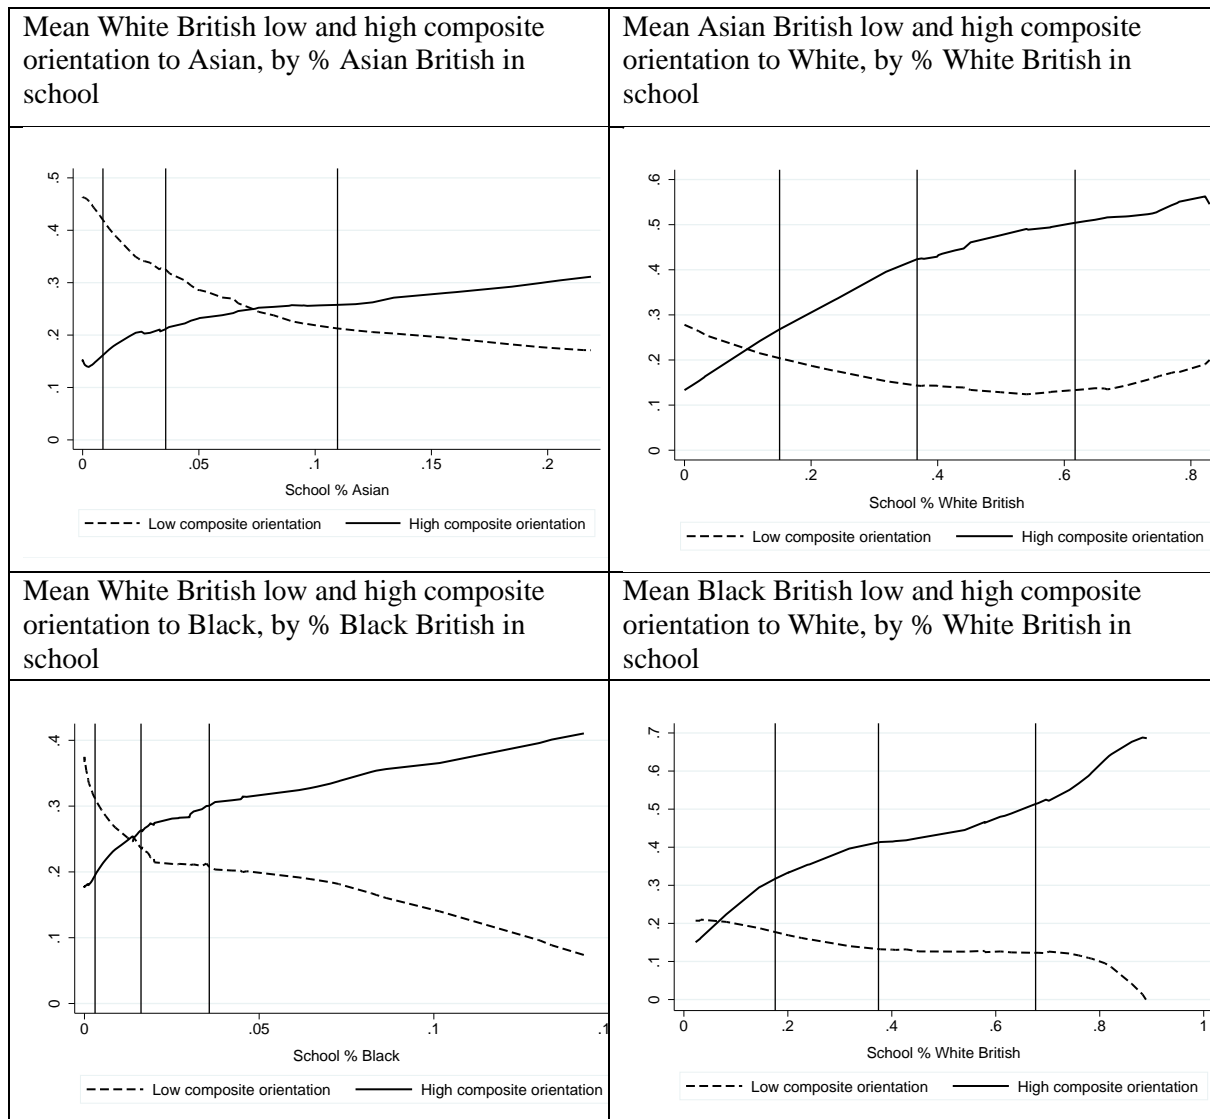 Mean White British low and high composite
orientation to Asian, by % Asian British in
school
Mean Asian British low and high composite
orientation to White, by % White British in
school
.5
.4
.3
.2
.1
0
0 .05 .1 .15 .2
School % Asian
Low composite orientation High composite orientation
.6
.5
.4
.3
.2
.1
0
0 .2 .4 .6 .8
School % White British
Low composite orientation High composite orientation
Mean White British low and high composite
orientation to Black, by % Black British in
school
Mean Black British low and high composite
orientation to White, by % White British in
school
.4
.3
.2
.1
0
0 .05 .1 .1
School % Black
Low composite orientation High composite orientation
.7
.6
.5
.4
.3
.2
.1
0
0 .2 .4 .6 .8 1
School % White British
Low composite orientation High composite orientation